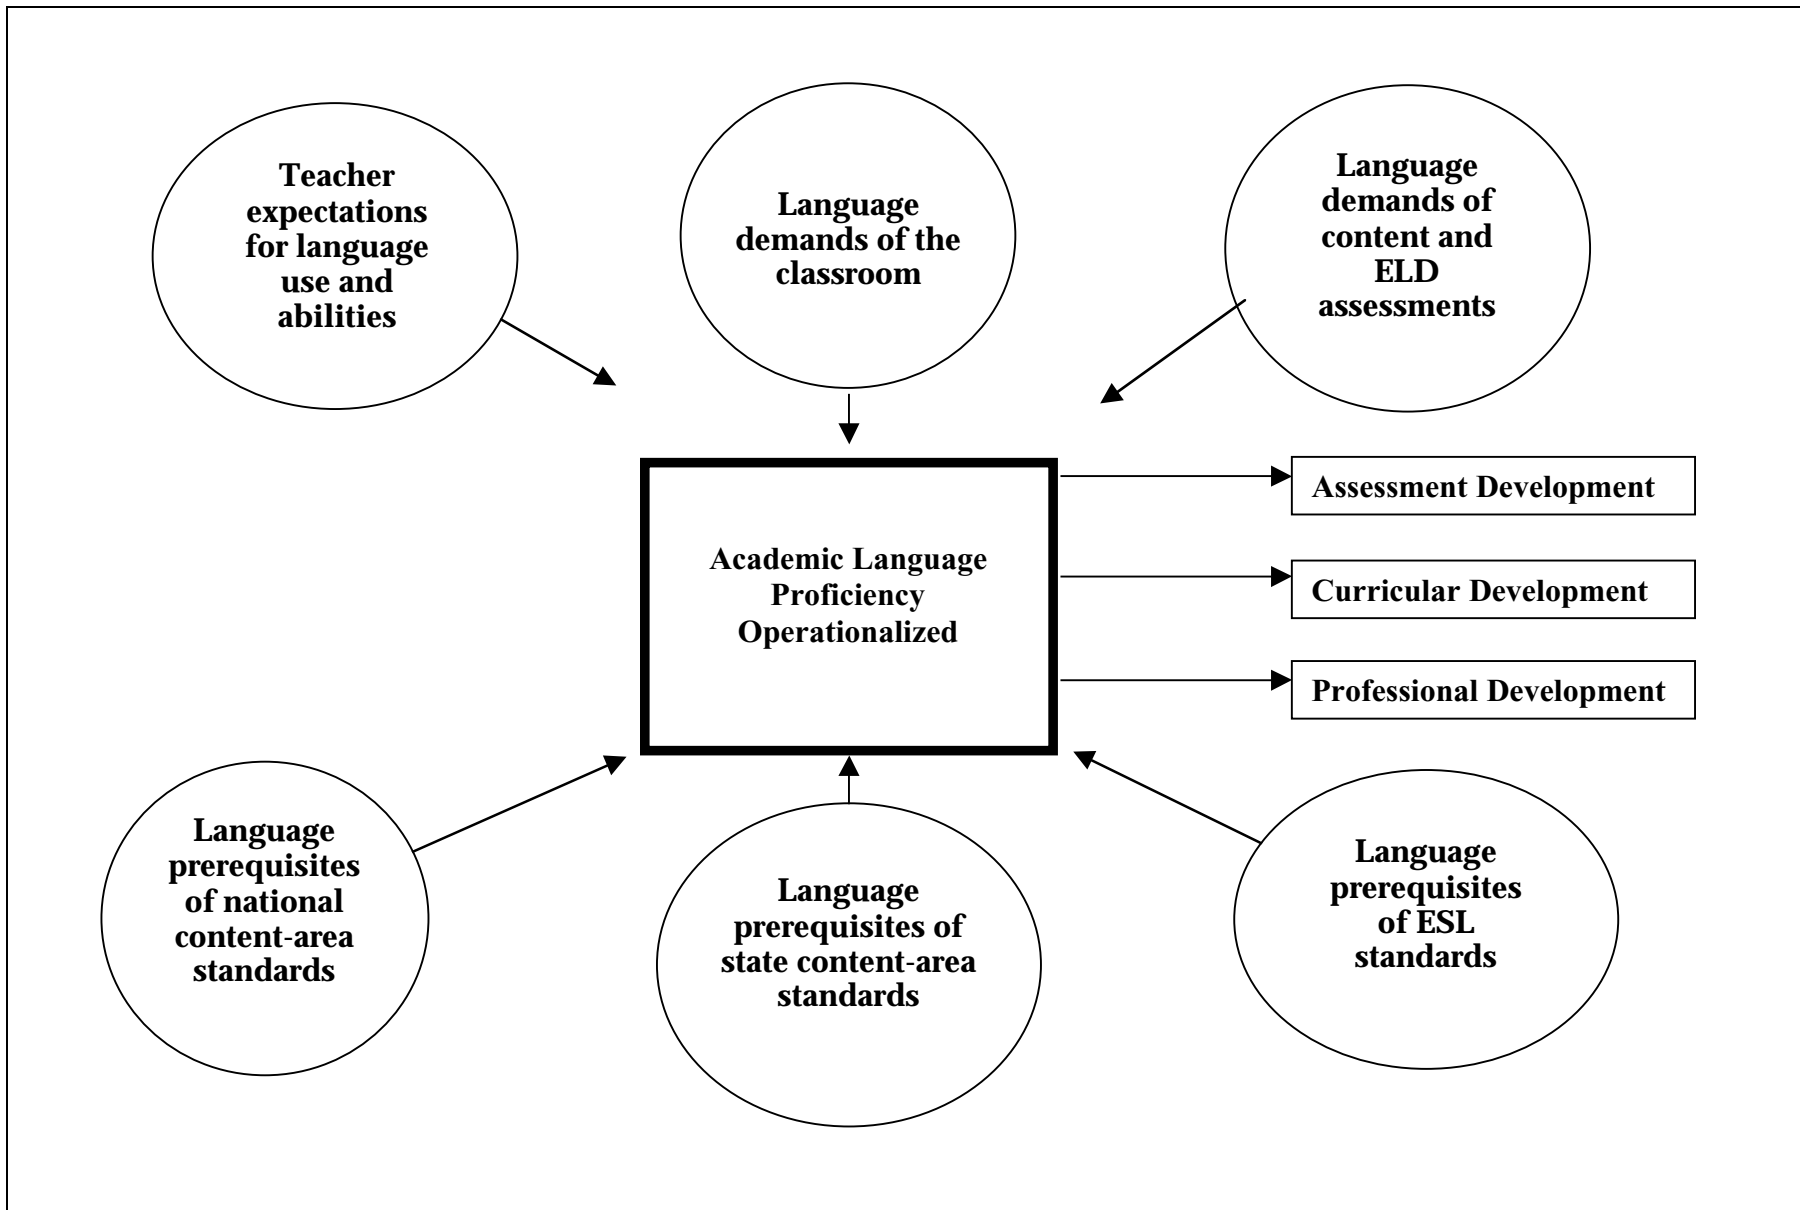 Teacher
expectations
for language
use and
abilities
Language
demands of the
classroom
Language
demands of
content and
ELD
assessments
Academic Language
Proficiency
Operationalized
Assessment Development
Curricular Development
Professional Development
Language
prerequisites
of national
content-area
standards
Language
prerequisites of
state content-area
standards
Language
prerequisites
of ESL
standards